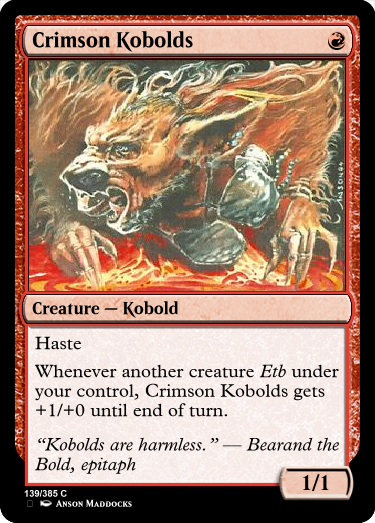 Crimson Kobolds
Creature — Kobold
Haste
Whenever another creature Etb under
your control, Crimson Kobolds gets
+1/+0 until end of turn.
“Kobolds are harmless.” — Bearand the
Bold, epitaph
1/1
139/385 C
Anson Maddocks